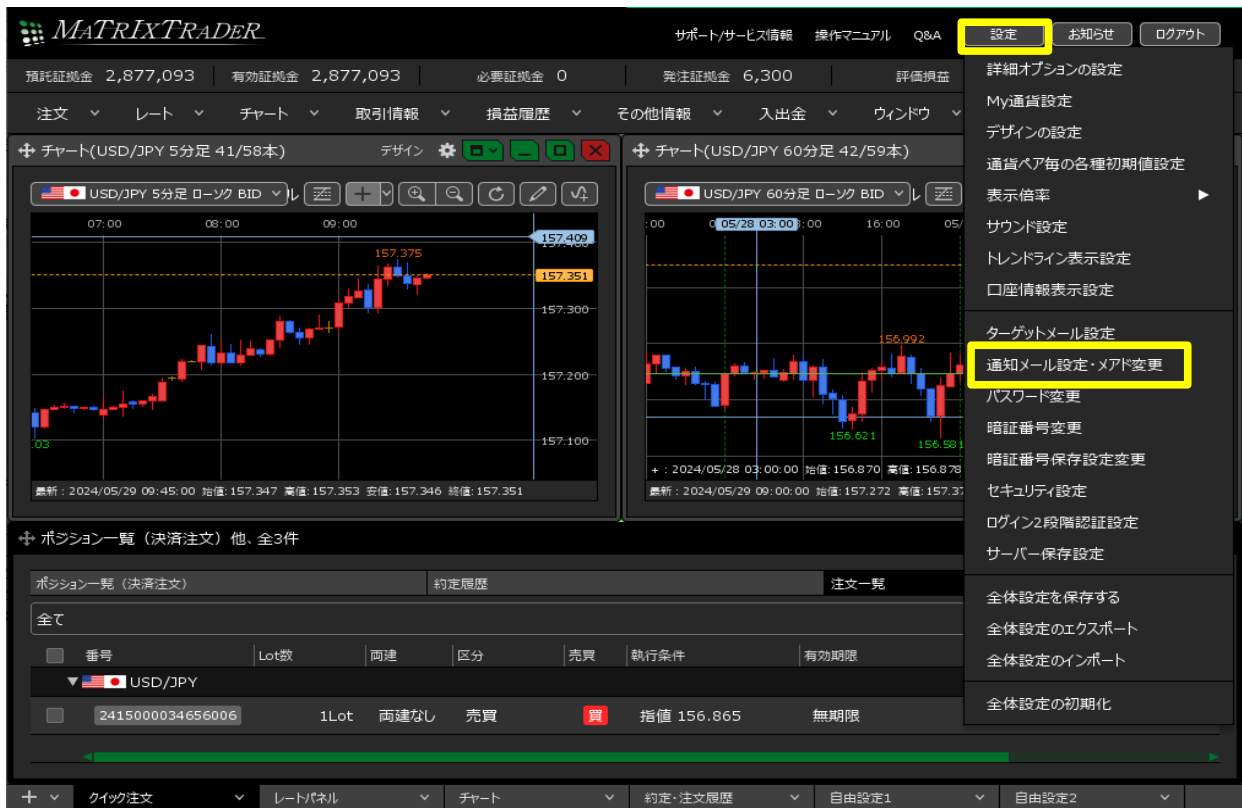 MATRIXTRADER
サポート/サービス情報 操作マニュアル Q&A 設定 お知らせ ログアウト
預託証拠金 2,877,093 有効証拠金 2,877,093 必要証拠金 0 発注証拠金 6,300 評価損益
注文 レート チャート 取引情報 損益履歴 その他情報 入出金 ウィンドウ
詳細オプションの設定
My通貨設定
デザインの設定
通貨ペア毎の各種初期値設定
表示倍率
サウンド設定
トレンドライン表示設定
口座情報表示設定
ターゲットメール設定
通知メール設定・メアド変更
パスワード変更
暗証番号変更
暗証番号保存設定変更
セキュリティ設定
ログイン2段階認証設定
サーバー保存設定
全体設定を保存する
全体設定のエクスポート
全体設定のインポート
全体設定の初期化
チャート(USD/JPY 5分足 41/58本) デザイン
USD/JPY 5分足 ローソク BID
07:00 08:00 09:00
157.409
157.375
157.351
157.300
157.200
157.100
.03
最新：2024/05/29 09:45:00 始値:157.347 高値:157.353 安値:157.346 終値:157.351
チャート(USD/JPY 60分足 42/59本)
USD/JPY 60分足 ローソク BID
:00 05/28 03:00 :00 16:00 05/
156.992
156.621
156.581
+：2024/05/28 03:00:00 始値:156.870 高値:156.878
最新：2024/05/29 09:00:00 始値:157.272 高値:157.37
ポジション一覧（決済注文）他、全3件
ポジション一覧（決済注文） 約定履歴 注文一覧
全て
番号 Lot数 両建 区分 売買 執行条件 有効期限
USD/JPY
2415000034656006 1Lot 両建なし 売買 買 指値 156.865 無期限
クイック注文 レートパネル チャート 約定・注文履歴 自由設定1 自由設定2